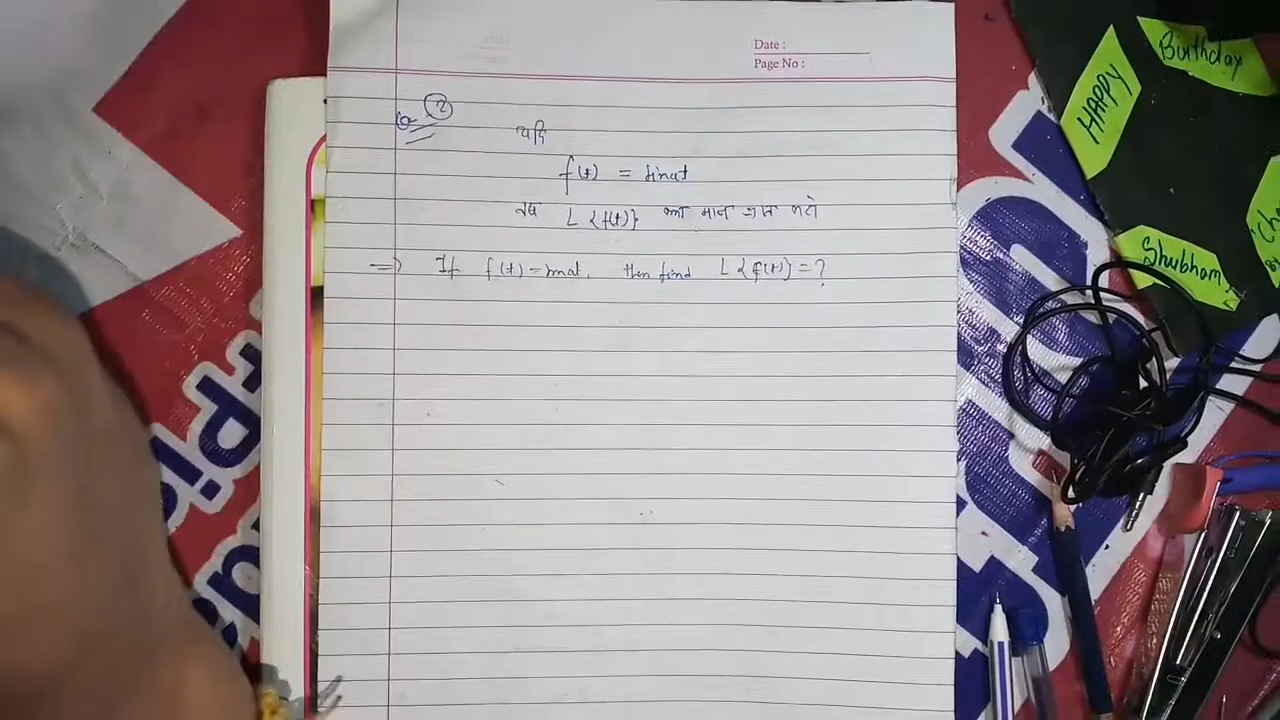 Date :
Page No :
Q 2
यदि
f(t) = sinat
तब L {f(t)} का मान ज्ञात करो
=> If f(t) = sinat, then find L {f(t)} = ?
HAPPY
Birthday
Shubham